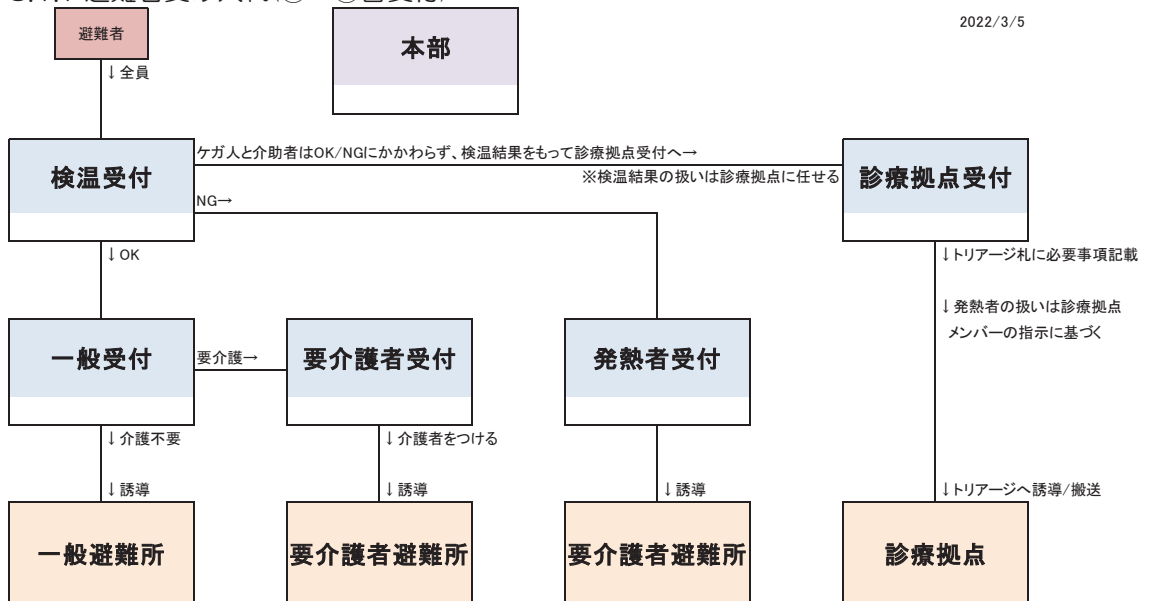 避難者
本部
2022/3/5
↓全員
検温受付
ケガ人と介助者はOK/NGにかかわらず、検温結果をもって診療拠点受付へ→
※検温結果の扱いは診療拠点に任せる
診療拠点受付
NG→
↓OK
↓トリアージ札に必要事項記載
↓発熱者の扱いは診療拠点
メンバーの指示に基づく
一般受付
要介護→
要介護者受付
発熱者受付
↓介護不要
↓介護者をつける
↓誘導
↓誘導
↓誘導
↓トリアージへ誘導/搬送
一般避難所
要介護者避難所
要介護者避難所
診療拠点